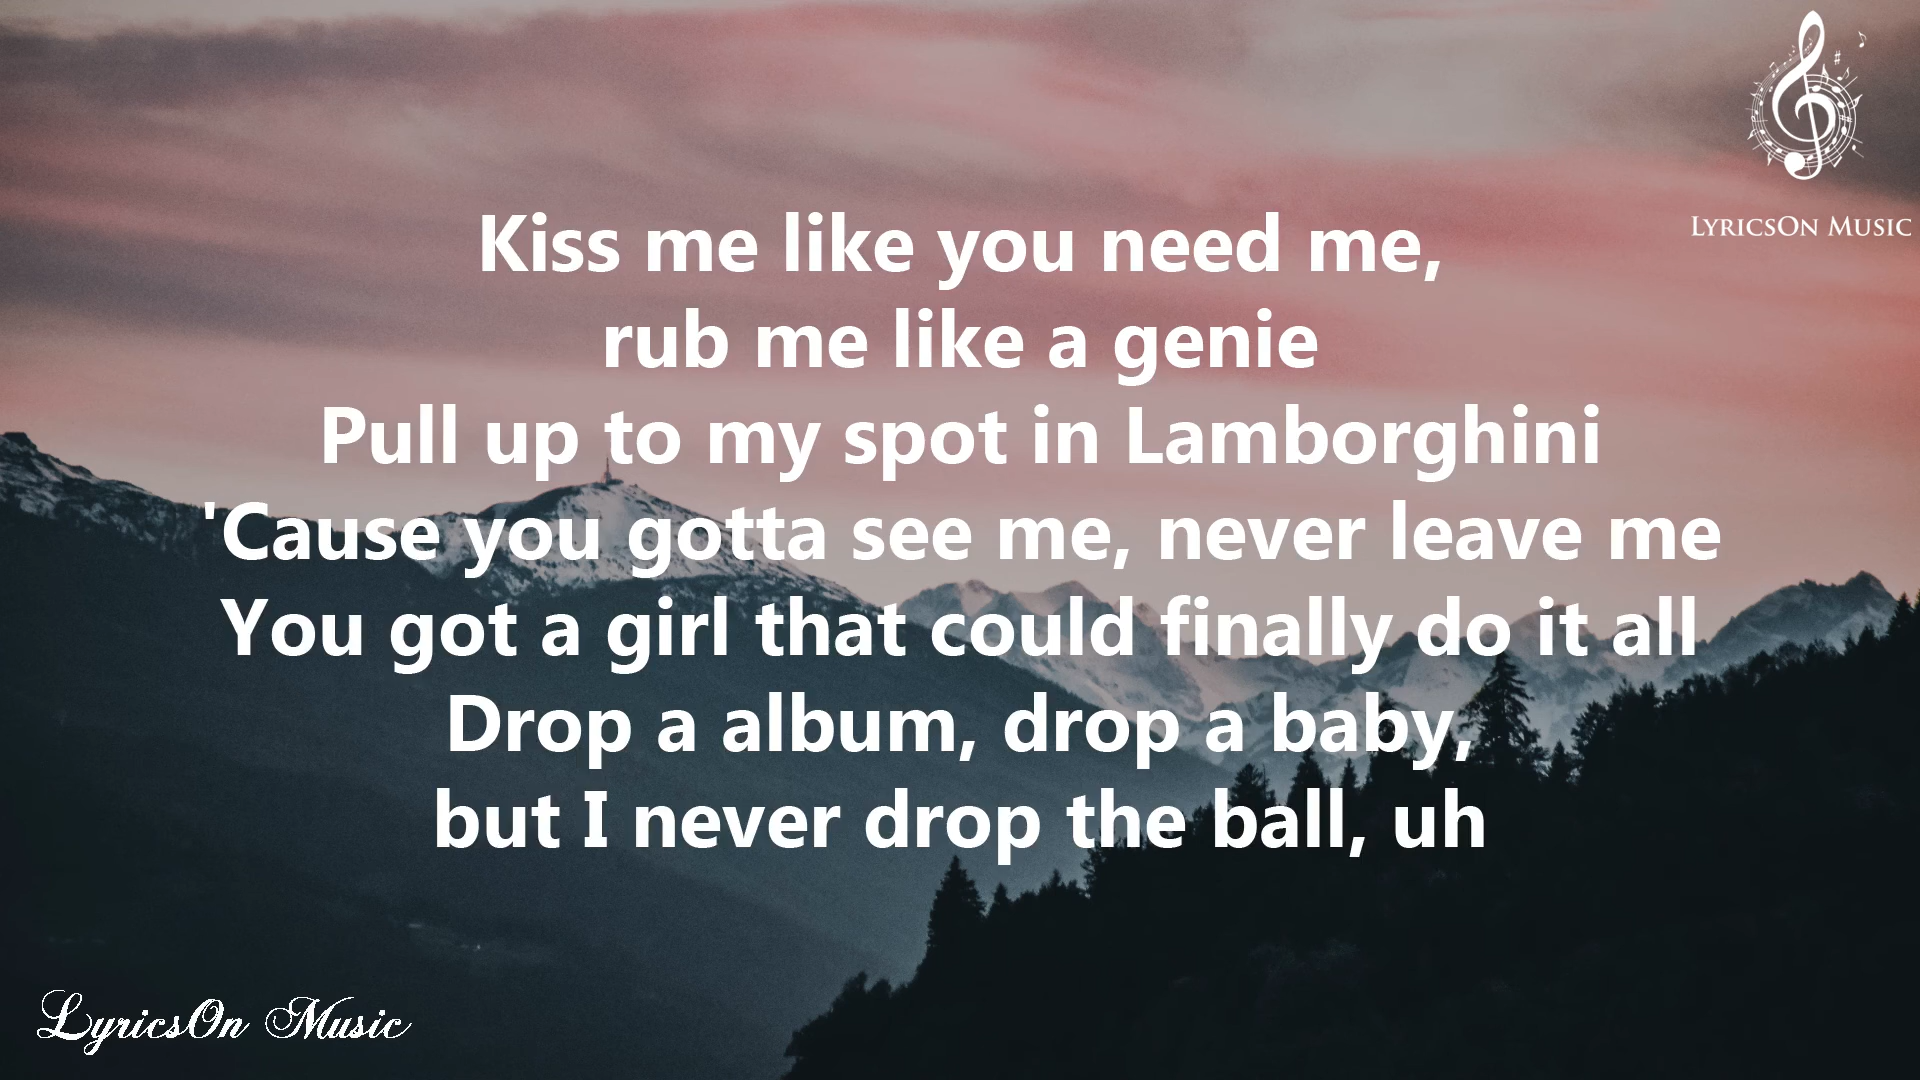 LyricsOn Music
Kiss me like you need me,
rub me like a genie
Pull up to my spot in Lamborghini
'Cause you gotta see me, never leave me
You got a girl that could finally do it all
Drop a album, drop a baby,
but I never drop the ball, uh
LyricsOn Music